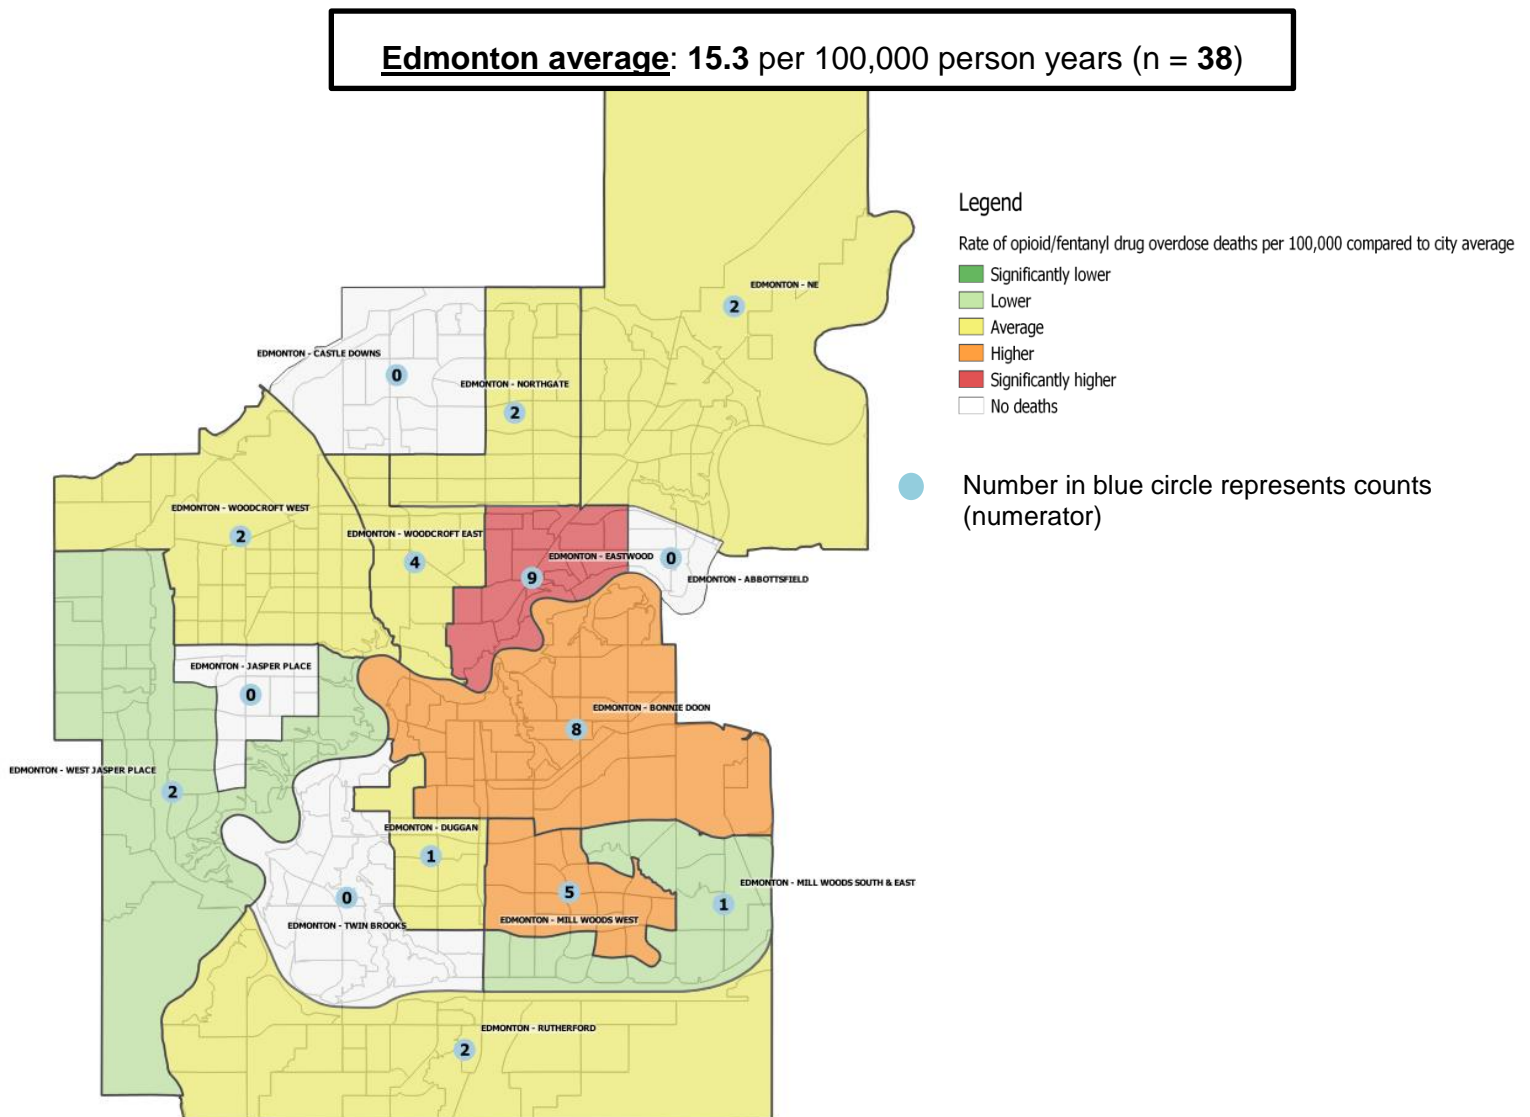 Edmonton average: 15.3 per 100,000 person years (n = 38)
Legend
Rate of opioid/fentanyl drug overdose deaths per 100,000 compared to city average
Significantly lower
Lower
Average
Higher
Significantly higher
No deaths
Number in blue circle represents counts
(numerator)
EDMONTON - NE
2
EDMONTON - CASTLE DOWNS
0
EDMONTON - NORTHGATE
2
EDMONTON - WOODCROFT WEST
2
EDMONTON - WOODCROFT EAST
4
EDMONTON - EASTWOOD
9
0
EDMONTON - ABBOTTSFIELD
EDMONTON - JASPER PLACE
0
EDMONTON - BONNIE DOON
8
EDMONTON - WEST JASPER PLACE
2
EDMONTON - DUGGAN
1
EDMONTON - MILL WOODS SOUTH & EAST
1
5
EDMONTON - MILL WOODS WEST
0
EDMONTON - TWIN BROOKS
EDMONTON - RUTHERFORD
2